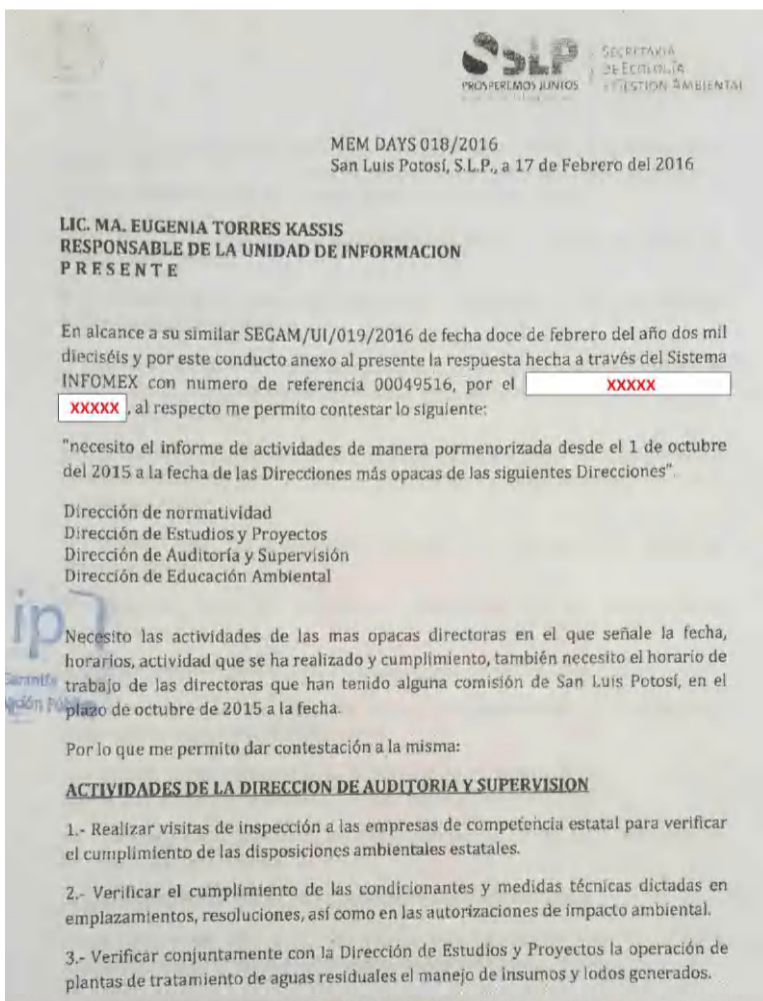 SSLP
PROSPEREMOS JUNTOS
SECRETARÍA
DE ECOLOGÍA
Y GESTIÓN AMBIENTAL
MEM DAYS 018/2016
San Luis Potosí, S.L.P., a 17 de Febrero del 2016
LIC. MA. EUGENIA TORRES KASSIS
RESPONSABLE DE LA UNIDAD DE INFORMACION
P R E S E N T E
En alcance a su similar SEGAM/UI/019/2016 de fecha doce de febrero del año dos mil
dieciséis y por este conducto anexo al presente la respuesta hecha a través del Sistema
INFOMEX con numero de referencia 00049516, por el XXXXX
XXXXX , al respecto me permito contestar lo siguiente:
"necesito el informe de actividades de manera pormenorizada desde el 1 de octubre
del 2015 a la fecha de las Direcciones más opacas de las siguientes Direcciones".
Dirección de normatividad
Dirección de Estudios y Proyectos
Dirección de Auditoría y Supervisión
Dirección de Educación Ambiental
Necesito las actividades de las mas opacas directoras en el que señale la fecha,
horarios, actividad que se ha realizado y cumplimiento, también necesito el horario de
trabajo de las directoras que han tenido alguna comisión de San Luis Potosí, en el
plazo de octubre de 2015 a la fecha.
Por lo que me permito dar contestación a la misma:
ACTIVIDADES DE LA DIRECCION DE AUDITORIA Y SUPERVISION
1.- Realizar visitas de inspección a las empresas de competencia estatal para verificar
el cumplimiento de las disposiciones ambientales estatales.
2.- Verificar el cumplimiento de las condicionantes y medidas técnicas dictadas en
emplazamientos, resoluciones, así como en las autorizaciones de impacto ambiental.
3.- Verificar conjuntamente con la Dirección de Estudios y Proyectos la operación de
plantas de tratamiento de aguas residuales el manejo de insumos y lodos generados.